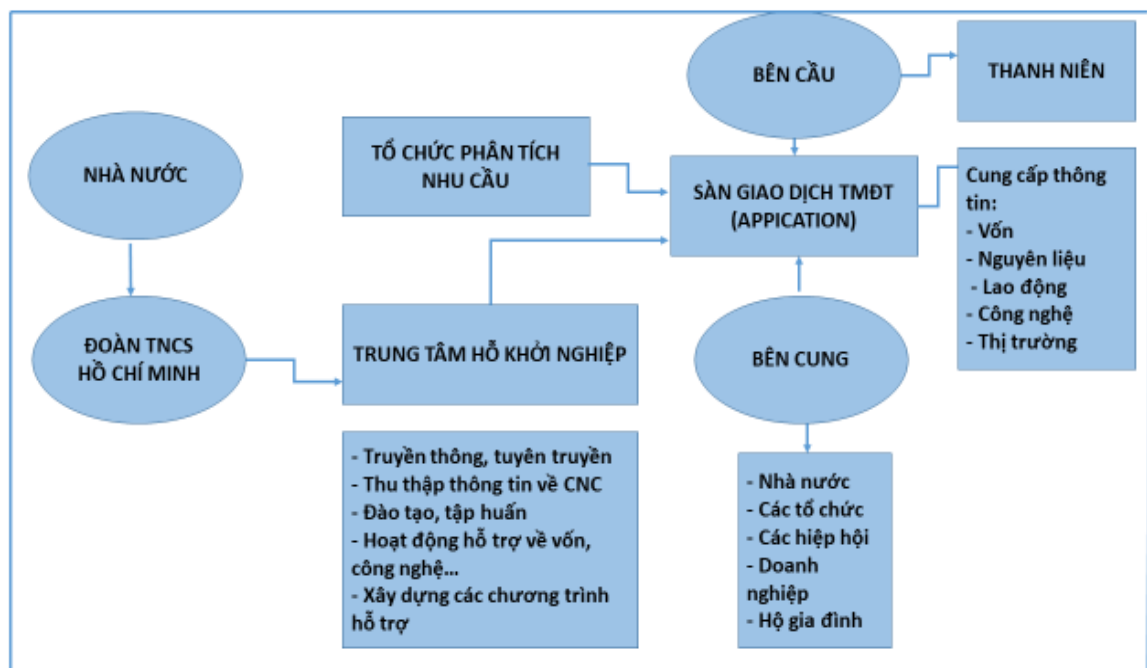 BÊN CẦU
THANH NIÊN
NHÀ NƯỚC
TỔ CHỨC PHÂN TÍCH
NHU CẦU
SÀN GIAO DỊCH TMĐT
(APPICATION)
Cung cấp thông
tin:
- Vốn
- Nguyên liệu
- Lao động
- Công nghệ
- Thị trường
ĐOÀN TNCS
HỒ CHÍ MINH
TRUNG TÂM HỖ KHỞI NGHIỆP
BÊN CUNG
- Truyền thông, tuyên truyền
- Thu thập thông tin về CNC
- Đào tạo, tập huấn
- Hoạt động hỗ trợ về vốn,
công nghệ...
- Xây dựng các chương trình
hỗ trợ
- Nhà nước
- Các tổ chức
- Các hiệp hội
- Doanh
nghiệp
- Hộ gia đình